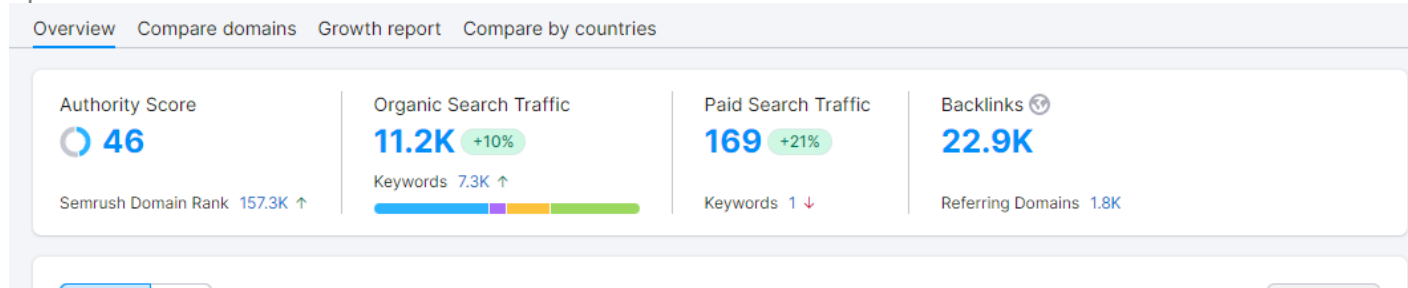 Overview Compare domains Growth report Compare by countries
Authority Score
46
Semrush Domain Rank 157.3K ↑
Organic Search Traffic
11.2K +10%
Keywords 7.3K ↑
Paid Search Traffic
169 +21%
Keywords 1 ↓
Backlinks
22.9K
Referring Domains 1.8K